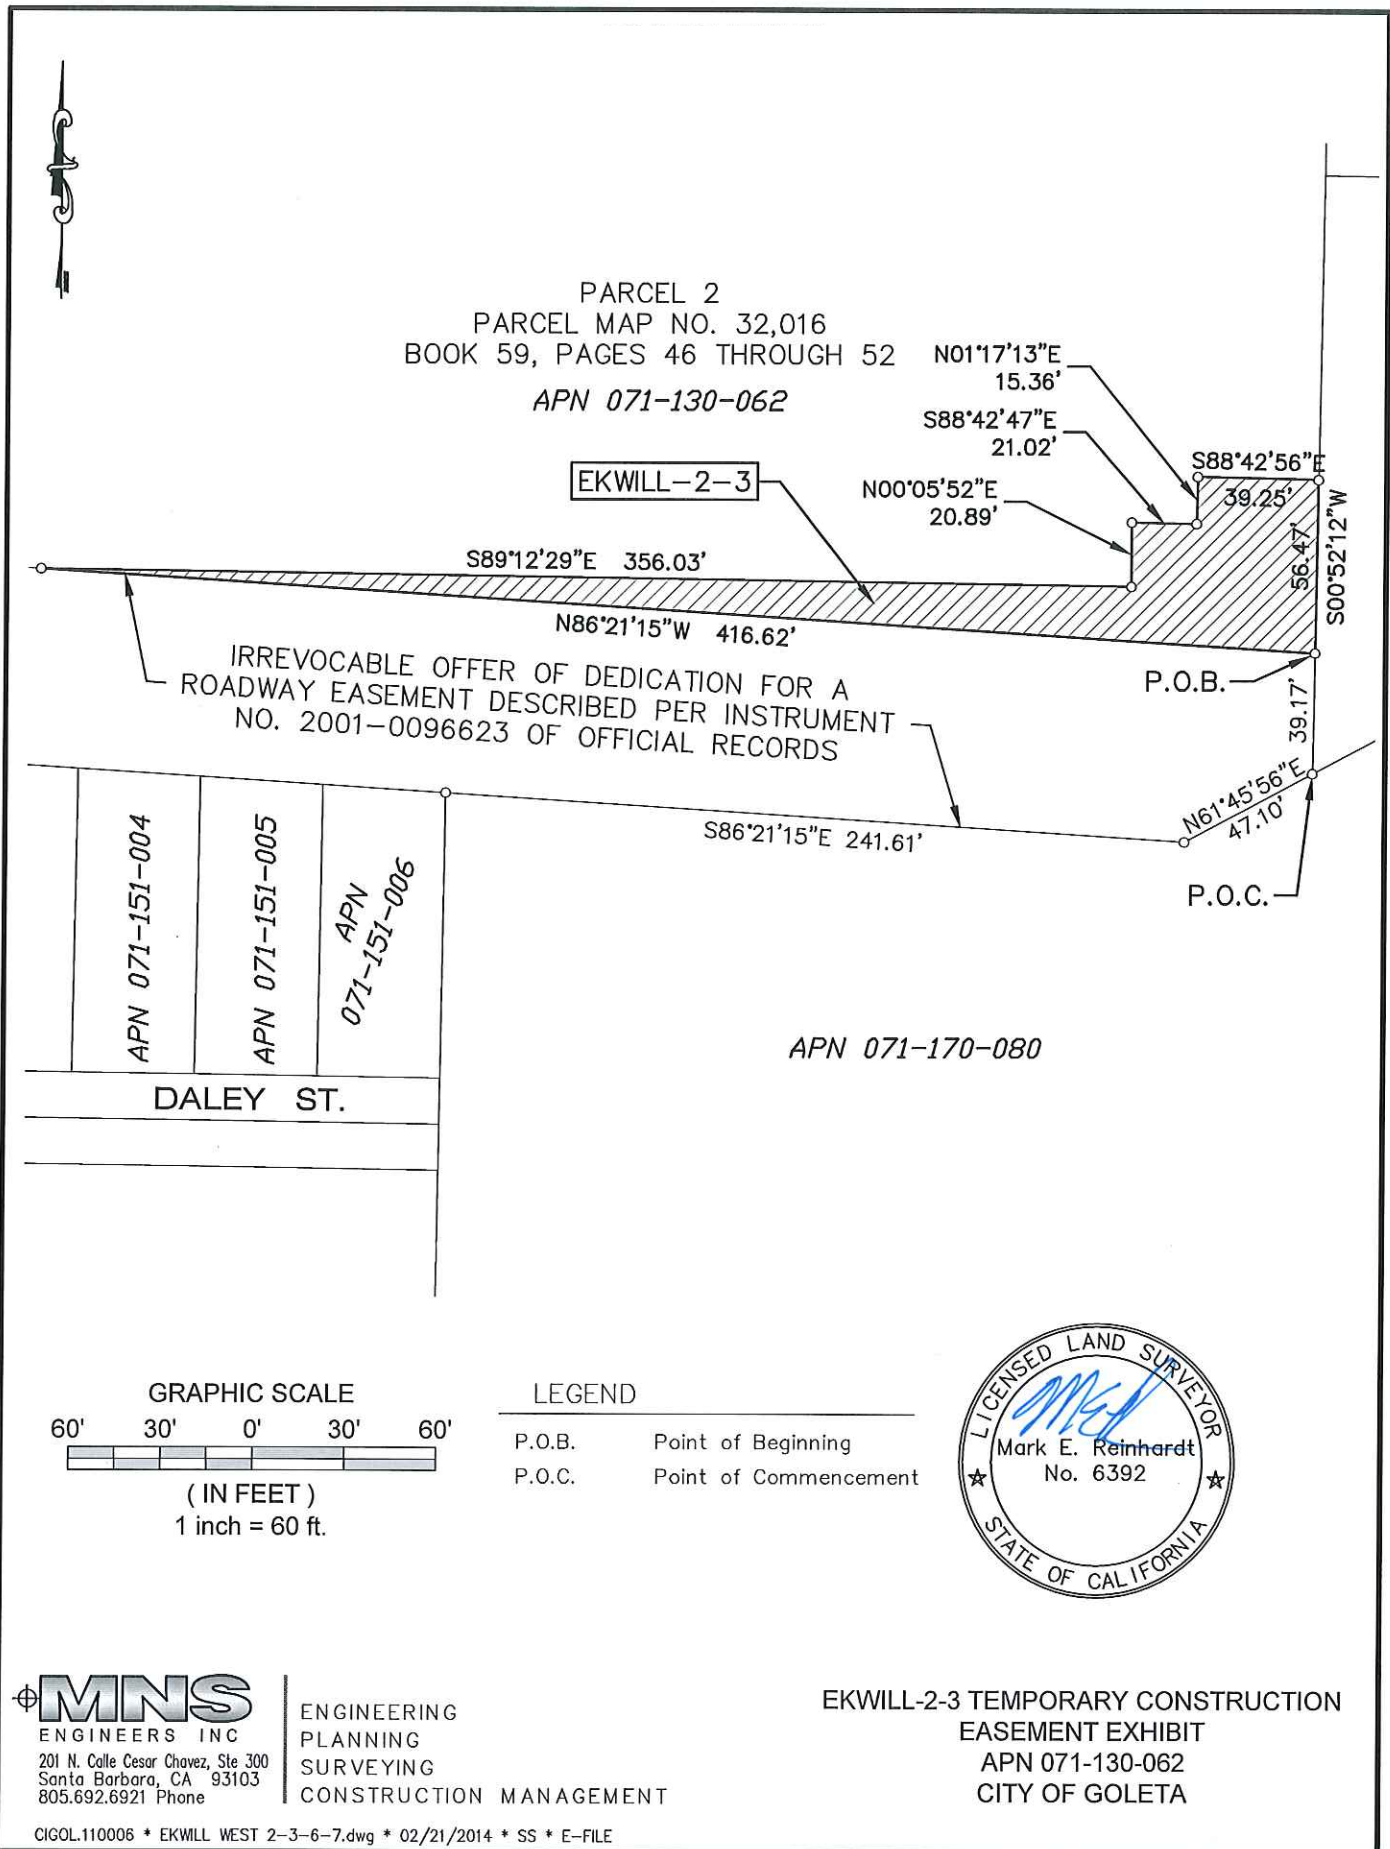 PARCEL 2
PARCEL MAP NO. 32,016
BOOK 59, PAGES 46 THROUGH 52
APN 071-130-062
N01°17'13"E
15.36'
S88°42'47"E
21.02'
S88°42'56"E
39.25'
EKWILL-2-3
N00°05'52"E
20.89'
56.47'
S00°52'12"W
S89°12'29"E 356.03'
N86°21'15"W 416.62'
IRREVOCABLE OFFER OF DEDICATION FOR A
ROADWAY EASEMENT DESCRIBED PER INSTRUMENT
NO. 2001-0096623 OF OFFICIAL RECORDS
P.O.B.
39.17'
N61°45'56"E
47.10'
S86°21'15"E 241.61'
P.O.C.
APN 071-151-004
APN 071-151-005
APN
071-151-006
APN 071-170-080
DALEY ST.
GRAPHIC SCALE
60' 30' 0' 30' 60'
( IN FEET )
1 inch = 60 ft.
LEGEND
P.O.B. Point of Beginning
P.O.C. Point of Commencement
LICENSED LAND SURVEYOR
Mark E. Reinhardt
No. 6392
STATE OF CALIFORNIA
MNS
ENGINEERS INC
201 N. Calle Cesar Chavez, Ste 300
Santa Barbara, CA 93103
805.692.6921 Phone
ENGINEERING
PLANNING
SURVEYING
CONSTRUCTION MANAGEMENT
EKWILL-2-3 TEMPORARY CONSTRUCTION
EASEMENT EXHIBIT
APN 071-130-062
CITY OF GOLETA
CIGOL.110006 * EKWILL WEST 2-3-6-7.dwg * 02/21/2014 * SS * E-FILE